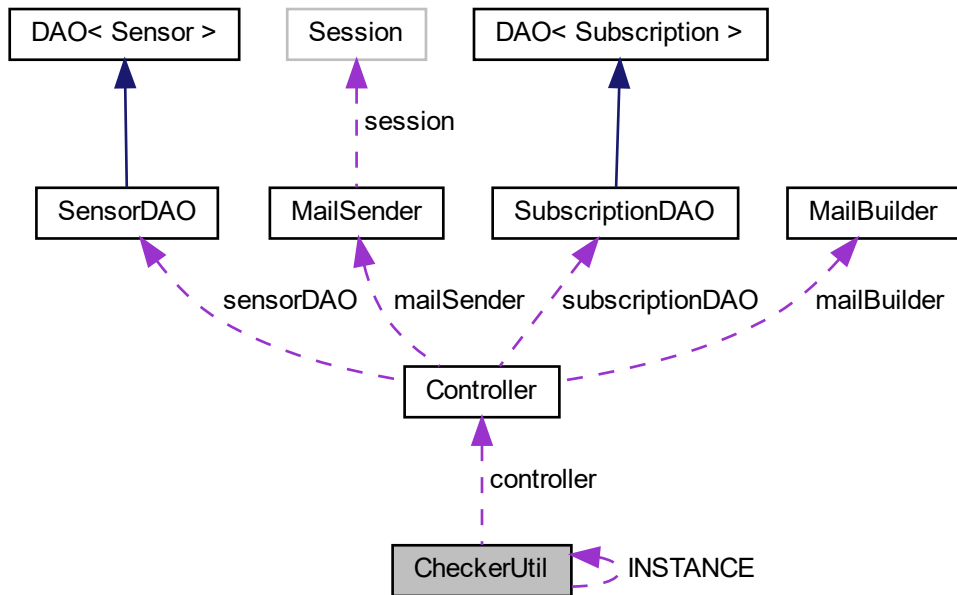 DAO< Sensor >
Session
DAO< Subscription >
session
SensorDAO
MailSender
SubscriptionDAO
MailBuilder
sensorDAO
mailSender
subscriptionDAO
mailBuilder
Controller
controller
CheckerUtil
INSTANCE